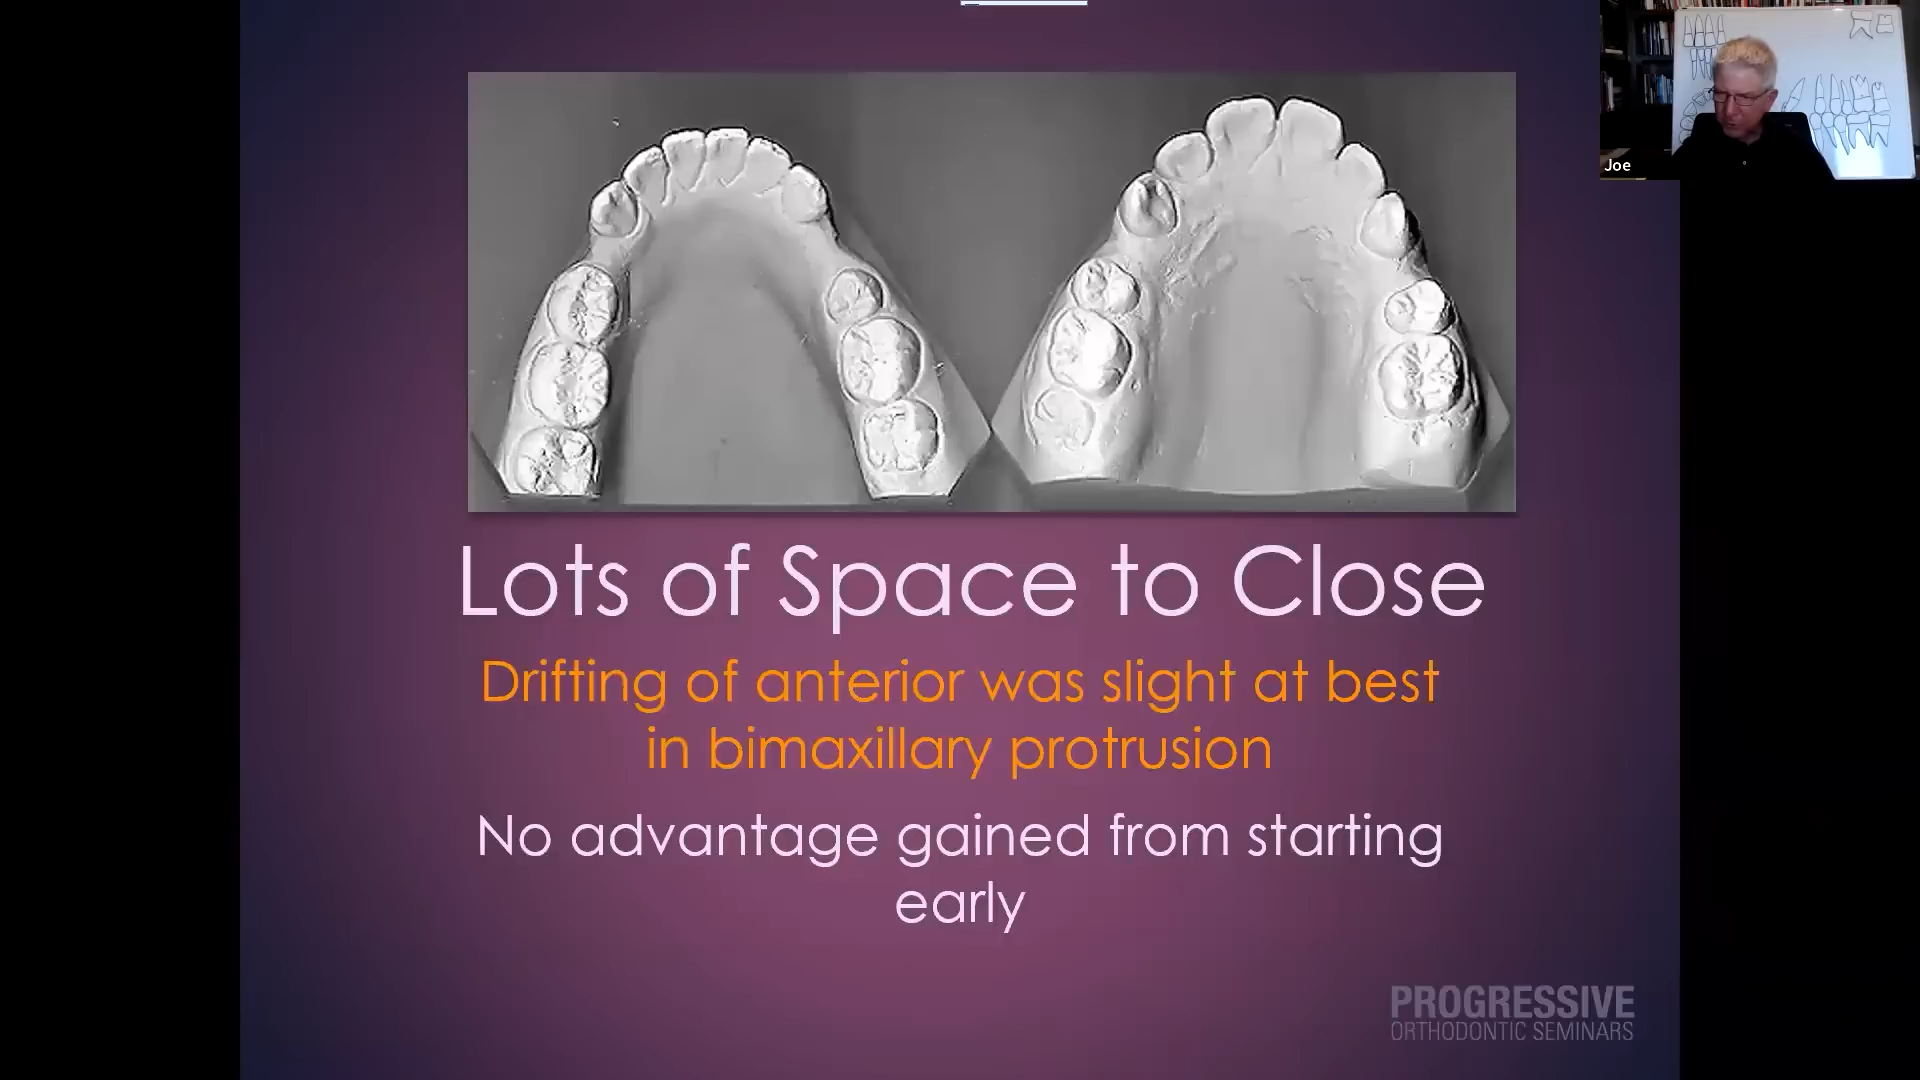 Joe
Lots of Space to Close
Drifting of anterior was slight at best
in bimaxillary protrusion
No advantage gained from starting
early
PROGRESSIVE
ORTHODONTIC SEMINARS